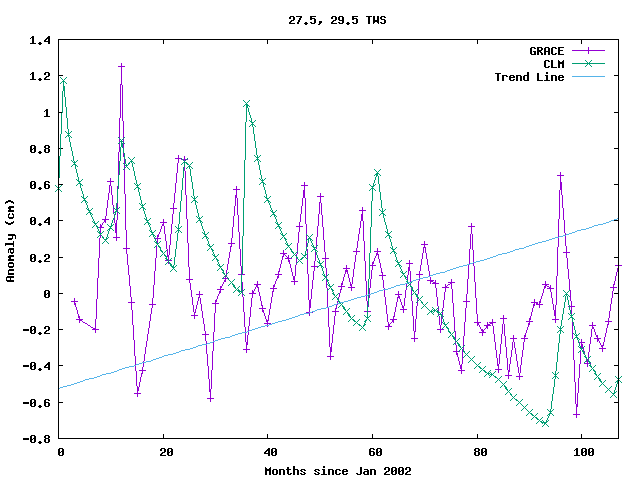 27.5, 29.5 TWS
GRACE
CLM
Trend Line
Anomaly (cm)
1.4
1.2
1
0.8
0.6
0.4
0.2
0
-0.2
-0.4
-0.6
-0.8
0 20 40 60 80 100
Months since Jan 2002